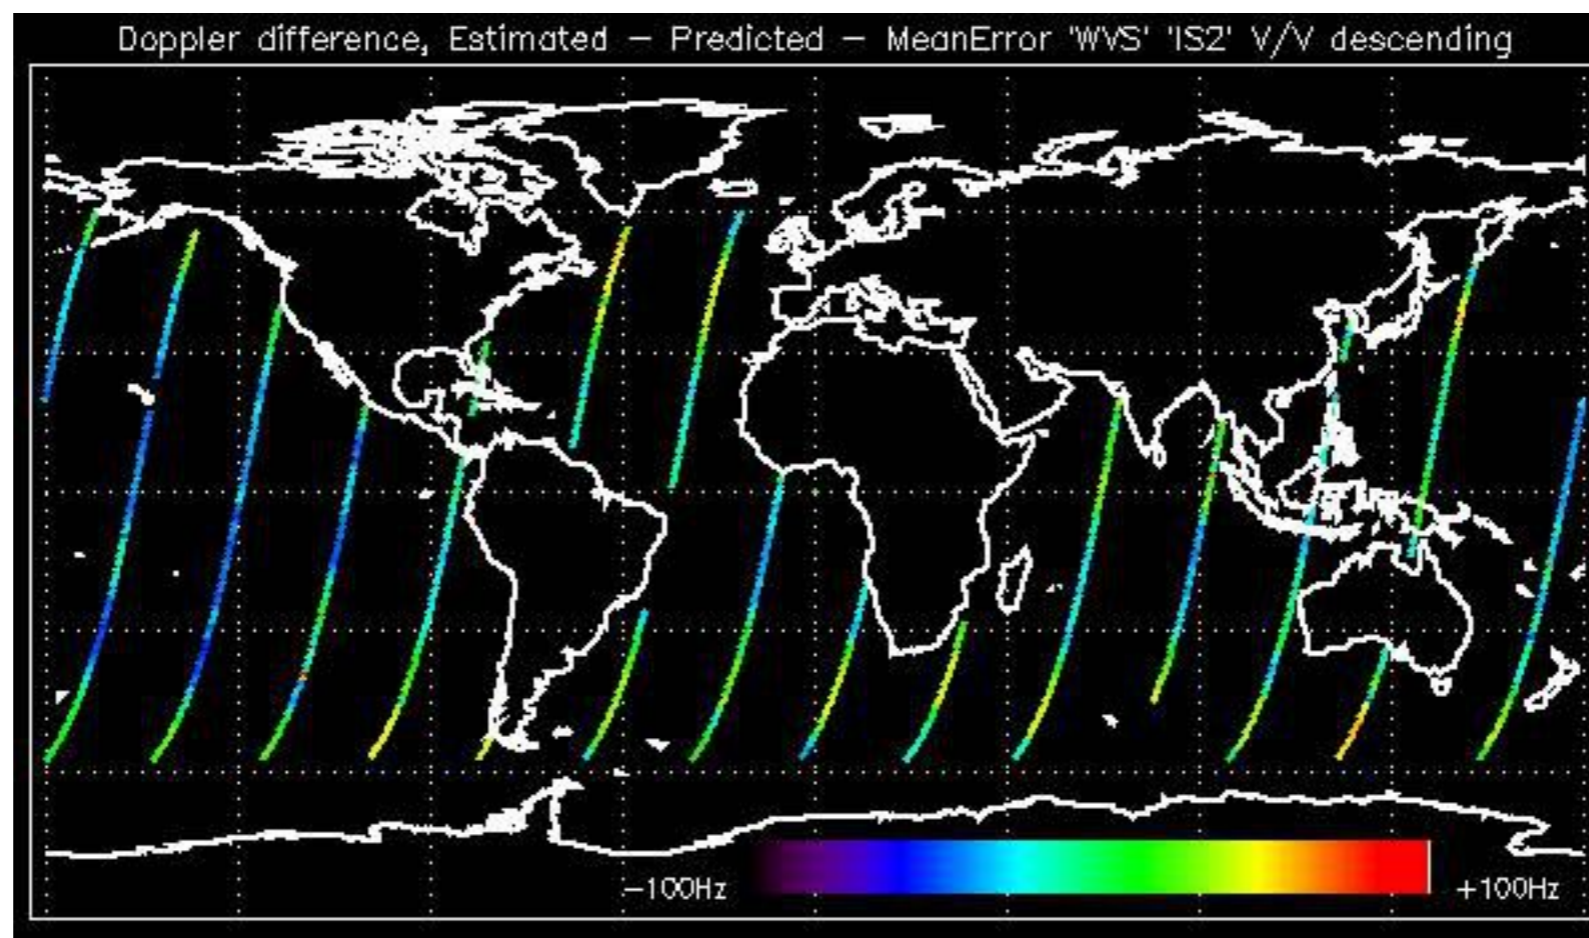 Doppler difference, Estimated – Predicted – MeanError 'WVS' 'IS2' V/V descending
-100Hz
+100Hz